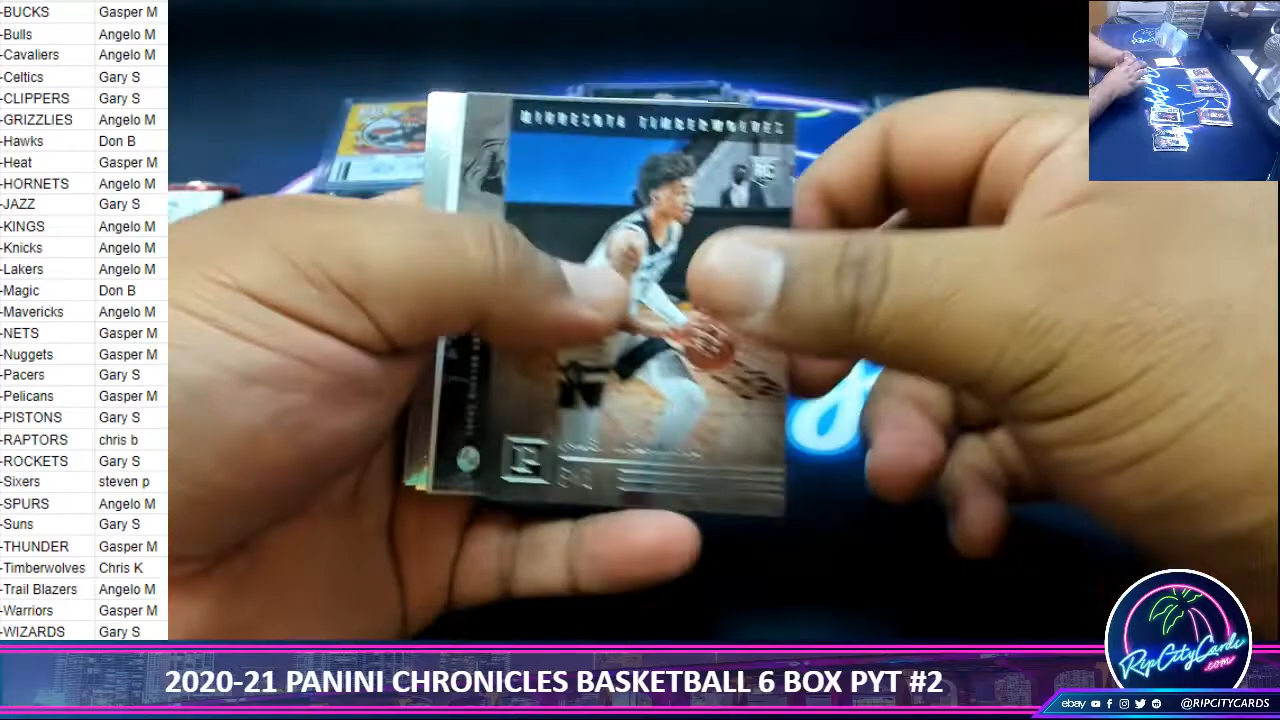 -BUCKS Gasper M
-Bulls Angelo M
-Cavaliers Angelo M
-Celtics Gary S
-CLIPPERS Gary S
-GRIZZLIES Angelo M
-Hawks Don B
-Heat Gasper M
-HORNETS Angelo M
-JAZZ Gary S
-KINGS Angelo M
-Knicks Angelo M
-Lakers Angelo M
-Magic Don B
-Mavericks Angelo M
-NETS Gasper M
-Nuggets Gasper M
-Pacers Gary S
-Pelicans Gasper M
-PISTONS Gary S
-RAPTORS chris b
-ROCKETS Gary S
-Sixers steven p
-SPURS Angelo M
-Suns Gary S
-THUNDER Gasper M
-Timberwolves Chris K
-Trail Blazers Angelo M
-Warriors Gasper M
-WIZARDS Gary S
MINNESOTA TIMBERWOLVES
RipCityCards
.com
2020-21 PANINI CHRONICLES BASKETBALL 6 BOX PYT #2
ebay @RIPCITYCARDS